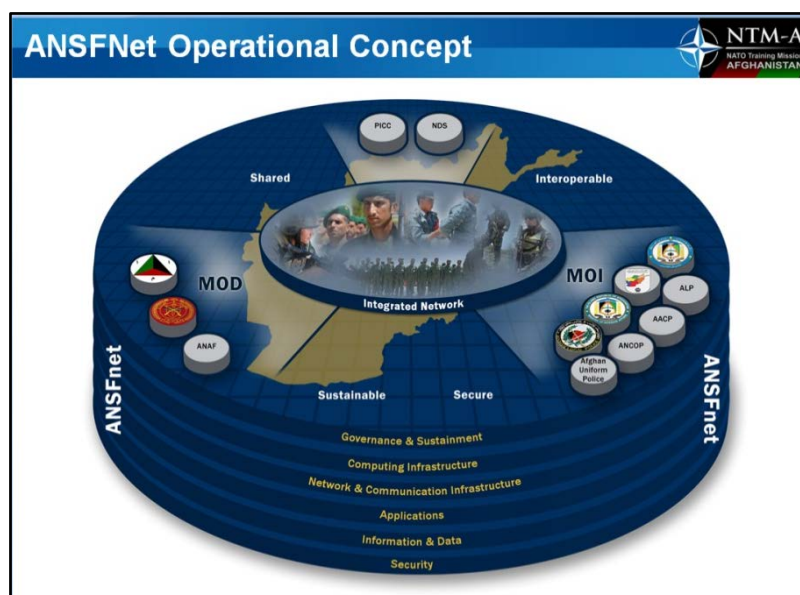 ANSFNet Operational Concept
NTM-A
NATO Training Mission
AFGHANISTAN
PICC
NDS
Shared
Interoperable
MOD
MOI
ALP
AACP
ANCOP
Afghan
Uniform
Police
ANAF
Integrated Network
Sustainable
Secure
ANSFnet
ANSFnet
Governance & Sustainment
Computing Infrastructure
Network & Communication Infrastructure
Applications
Information & Data
Security